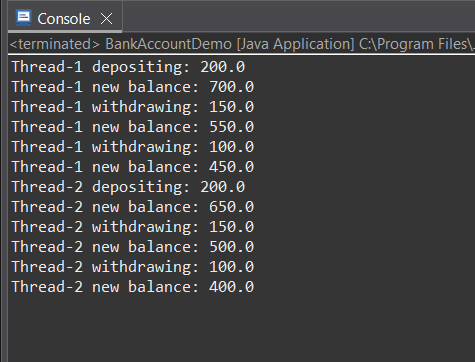 Console
<terminated> BankAccountDemo [Java Application] C:\Program Files\
Thread-1 depositing: 200.0
Thread-1 new balance: 700.0
Thread-1 withdrawing: 150.0
Thread-1 new balance: 550.0
Thread-1 withdrawing: 100.0
Thread-1 new balance: 450.0
Thread-2 depositing: 200.0
Thread-2 new balance: 650.0
Thread-2 withdrawing: 150.0
Thread-2 new balance: 500.0
Thread-2 withdrawing: 100.0
Thread-2 new balance: 400.0